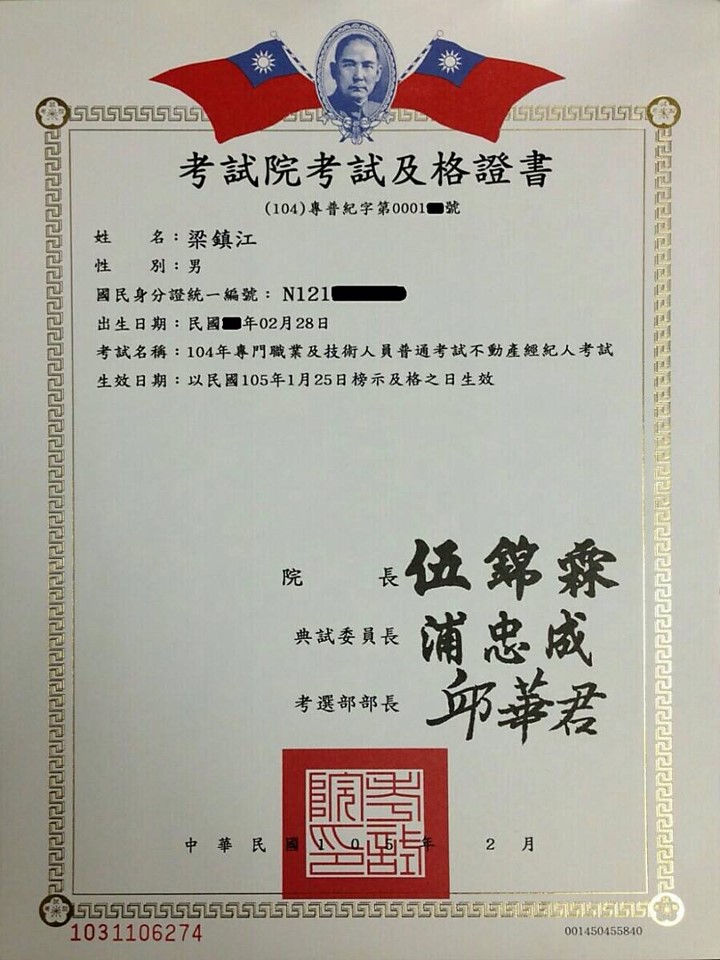 考試院考試及格證書
(104)專普紀字第0001號
姓 名：梁鎮江
性 別：男
國民身分證統一編號：N121
出生日期：民國年02月28日
考試名稱：104年專門職業及技術人員普通考試不動產經紀人考試
生效日期：以民國105年1月25日榜示及格之日生效
院 長 伍錦霖
典試委員長 浦忠成
考選部部長 邱華君
考試院印
中華民國105年 2 月
1031106274
001450455840